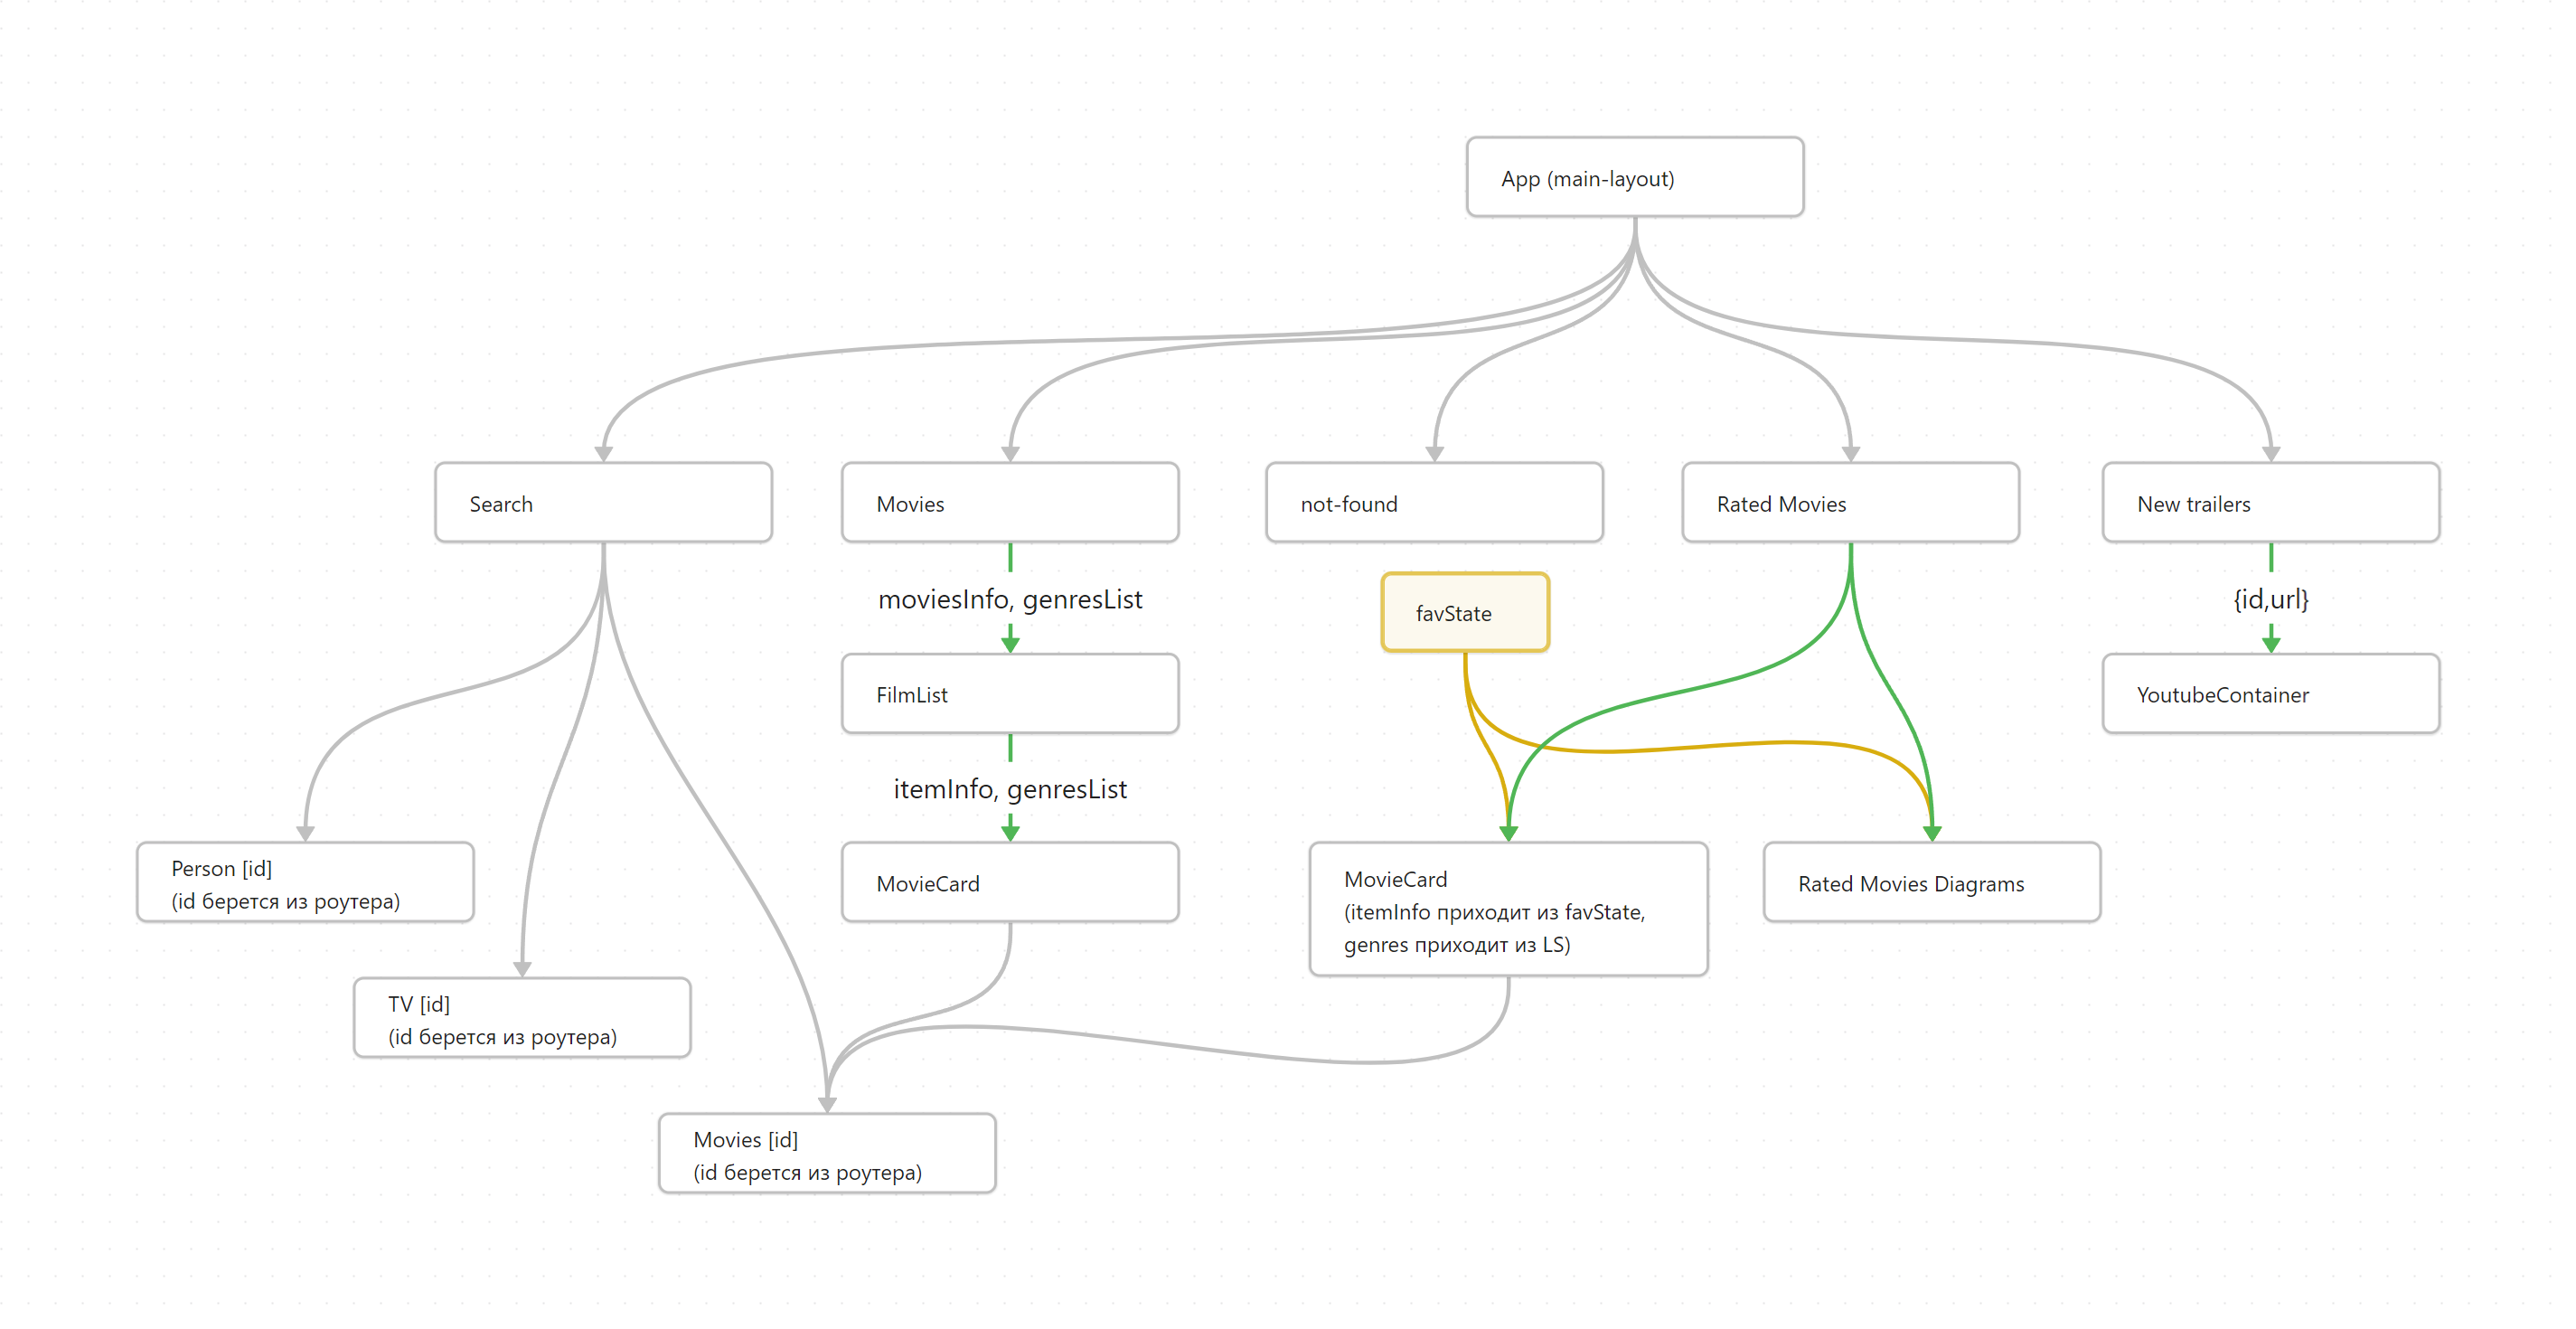 App (main-layout)
Search
Movies
not-found
Rated Movies
New trailers
moviesInfo, genresList
favState
{id,url}
FilmList
YoutubeContainer
itemInfo, genresList
Person [id]
(id берется из роутера)
MovieCard
MovieCard
(itemInfo приходит из favState,
genres приходит из LS)
Rated Movies Diagrams
TV [id]
(id берется из роутера)
Movies [id]
(id берется из роутера)